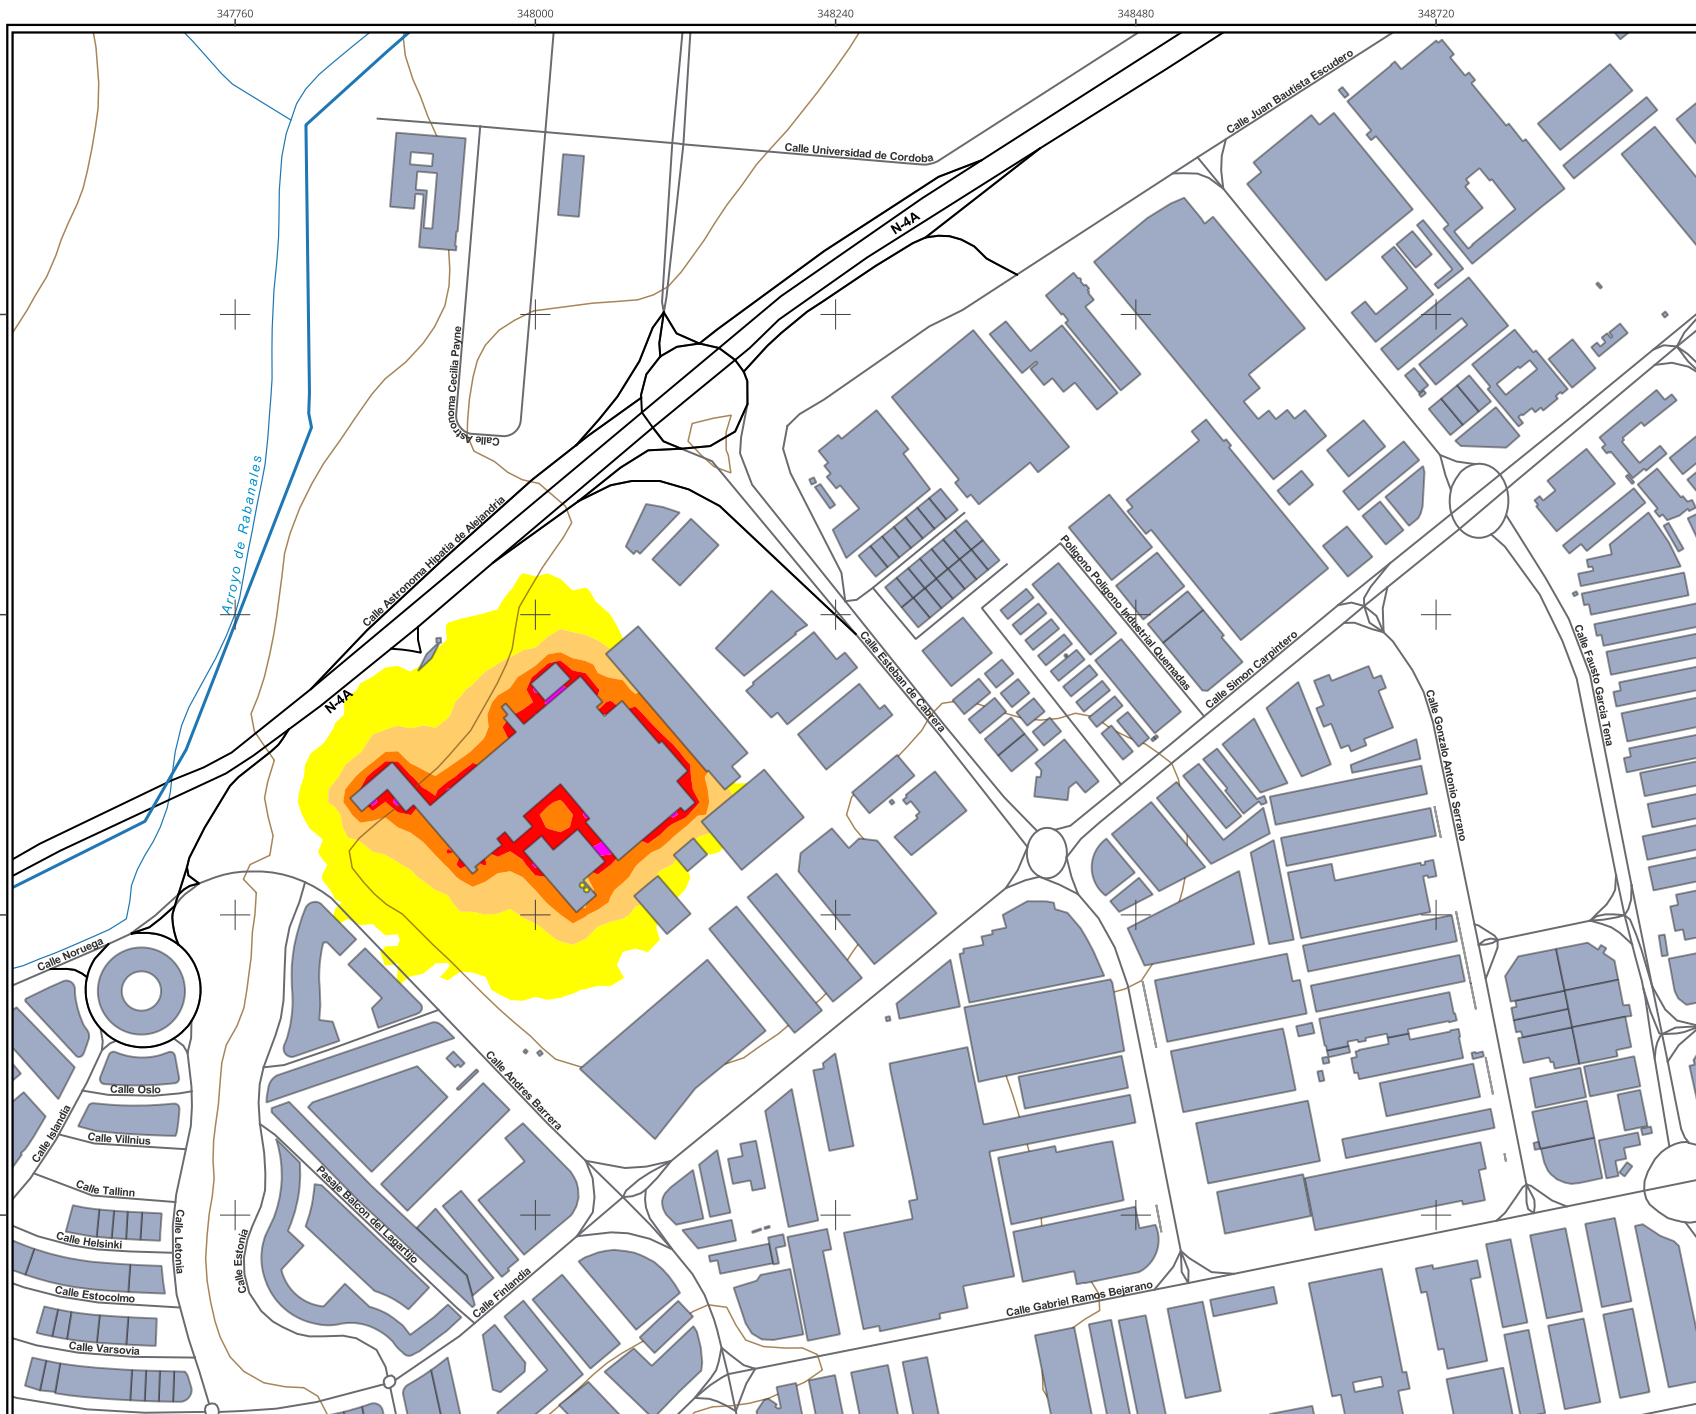 347760
348000
348240
348480
348720
Calle Juan Bautista Escudero
Calle Universidad de Cordoba
N-4A
Calle Astronoma Cecilia Payne
Arroyo de Rabanales
Calle Astronoma Hipatia de Alejandria
Poligono Poligono Industrial Quemadas
Calle Esteban de Cabrera
Calle Simon Carpintero
Calle Fausto Garcia Tena
Calle Gonzalo Antonio Serrano
N-4A
Calle Noruega
Calle Andres Barrera
Calle Oslo
Calle Islandia
Calle Villnius
Calle Tallinn
Pasaje Balcon del Lagartijo
Calle Letonia
Calle Helsinki
Calle Estonia
Calle Estocolmo
Calle Finlandia
Calle Gabriel Ramos Bejarano
Calle Varsovia